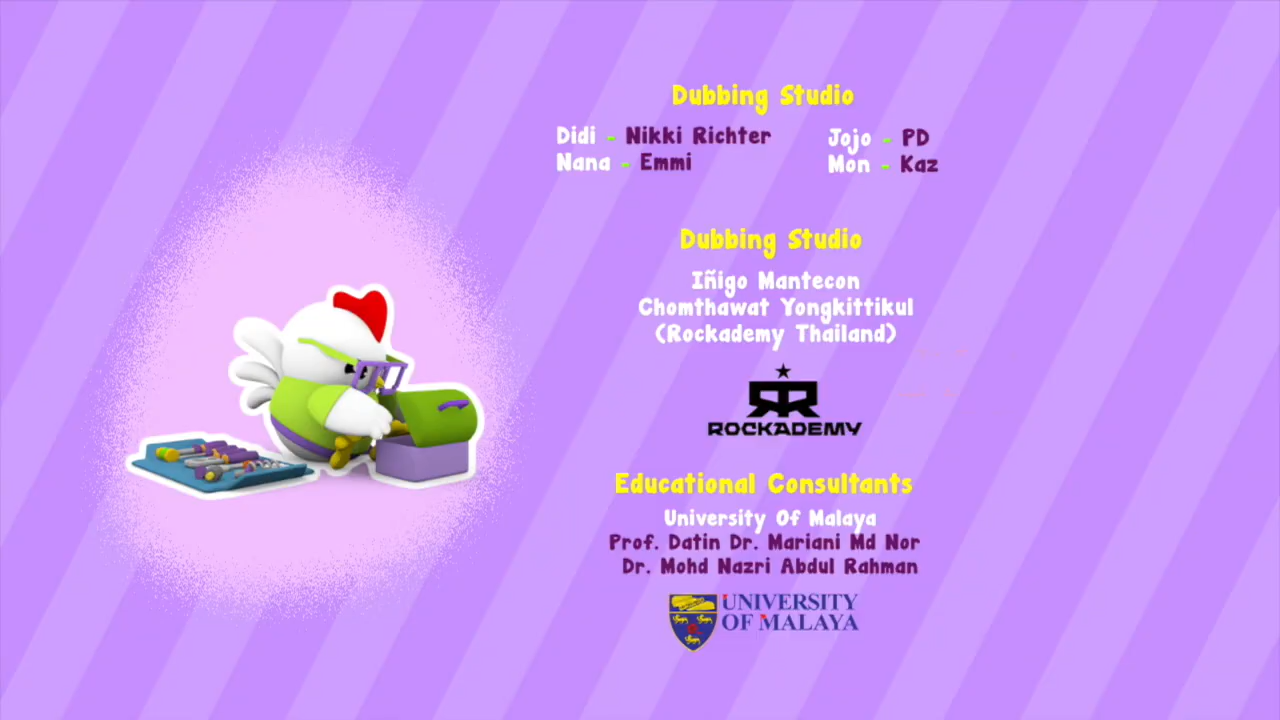 Dubbing Studio
Didi - Nikki Richter
Jojo - PD
Nana - Emmi
Mon - Kaz
Dubbing Studio
Iñigo Mantecon
Chomthawat Yongkittikul
(Rockademy Thailand)
ROCKADEMY
Educational Consultants
University Of Malaya
Prof. Datin Dr. Mariani Md Nor
Dr. Mohd Nazri Abdul Rahman
UNIVERSITY
OF MALAYA